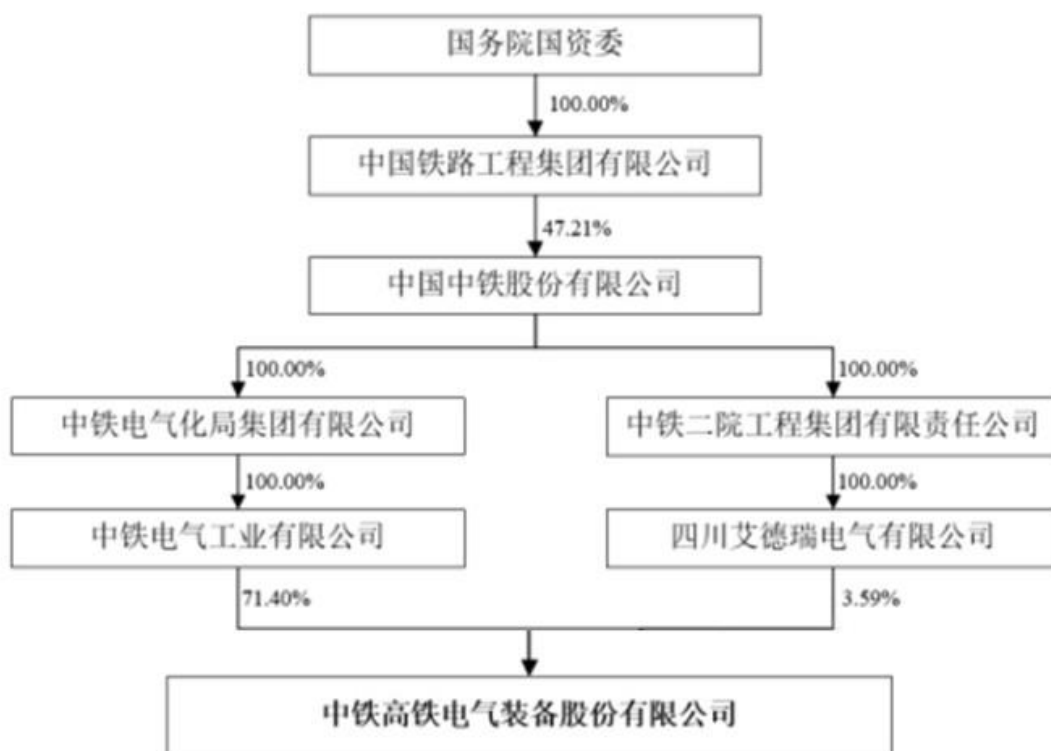 国务院国资委
100.00%
中国铁路工程集团有限公司
47.21%
中国中铁股份有限公司
100.00%
100.00%
中铁电气化局集团有限公司
中铁二院工程集团有限责任公司
100.00%
100.00%
中铁电气工业有限公司
四川艾德瑞电气有限公司
71.40%
3.59%
中铁高铁电气装备股份有限公司